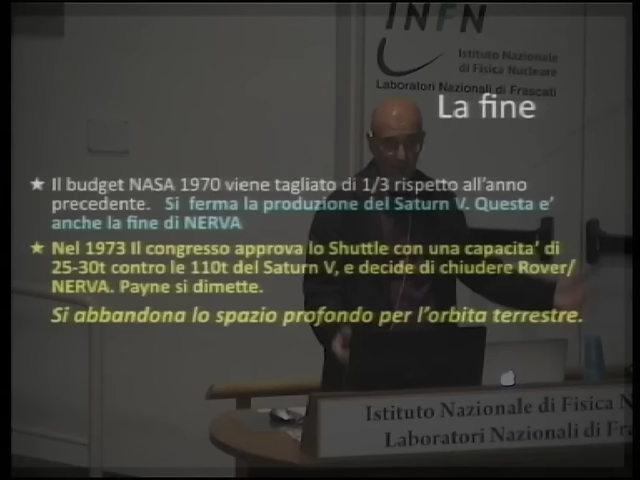 INFN
Istituto Nazionale
di Fisica Nucleare
Laboratori Nazionali di Frascati
La fine
★ Il budget NASA 1970 viene tagliato di 1/3 rispetto all'anno
precedente. Si ferma la produzione del Saturn V. Questa e'
anche la fine di NERVA
★ Nel 1973 Il congresso approva lo Shuttle con una capacita' di
25-30t contro le 110t del Saturn V, e decide di chiudere Rover/
NERVA. Payne si dimette.
Si abbandona lo spazio profondo per l'orbita terrestre.
Istituto Nazionale di Fisica N
Laboratori Nazionali di Fra